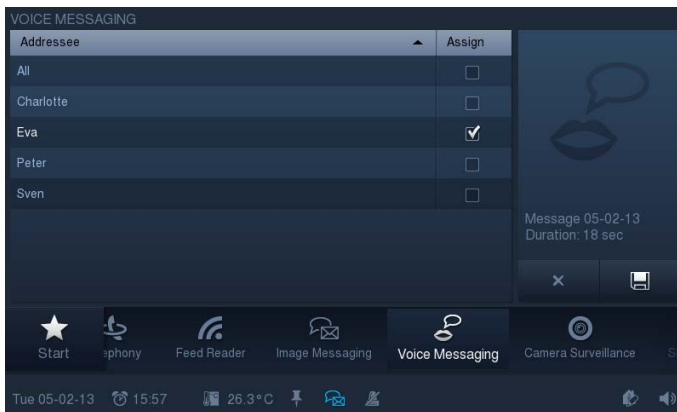 VOICE MESSAGING
Addressee Assign
All
Charlotte
Eva
Peter
Sven
Message 05-02-13
Duration: 18 sec
Start ephony Feed Reader Image Messaging Voice Messaging Camera Surveillance S
Tue 05-02-13 15:57 26.3°C